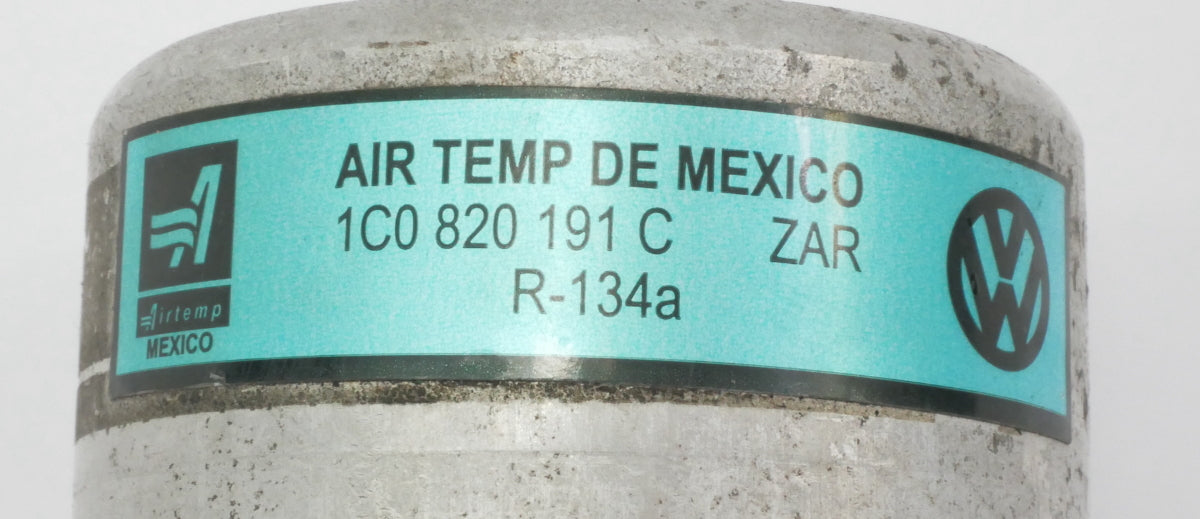 AIR TEMP DE MEXICO
1C0 820 191 C ZAR
R-134a
Airtemp
MEXICO